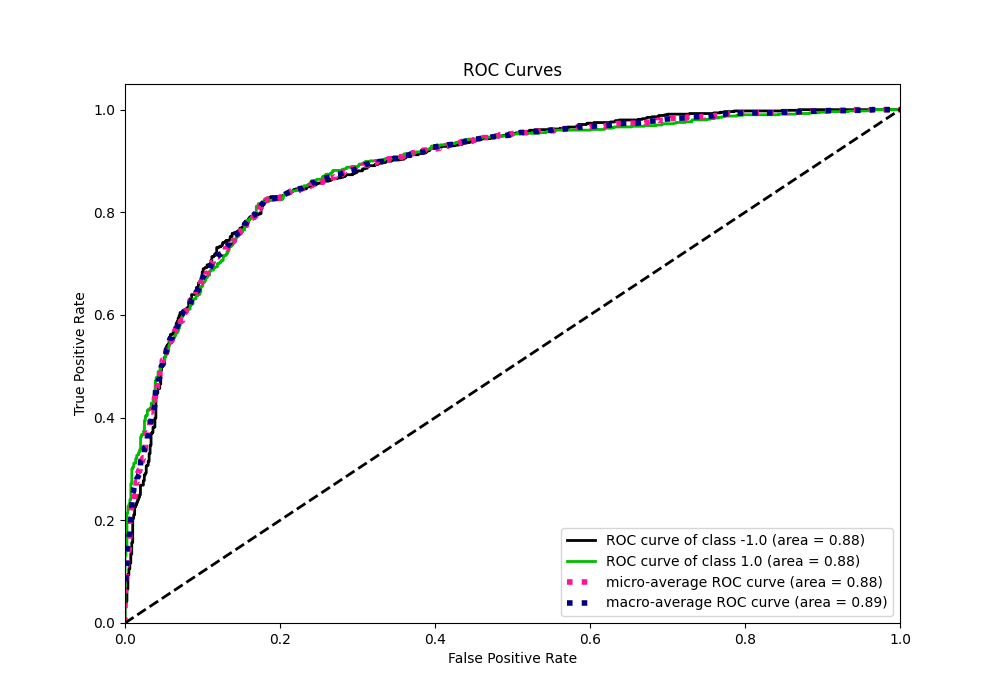 ROC Curves
True Positive Rate
1.0
0.8
0.6
0.4
0.2
0.0
ROC curve of class -1.0 (area = 0.88)
ROC curve of class 1.0 (area = 0.88)
micro-average ROC curve (area = 0.88)
macro-average ROC curve (area = 0.89)
0.0 0.2 0.4 0.6 0.8 1.0
False Positive Rate